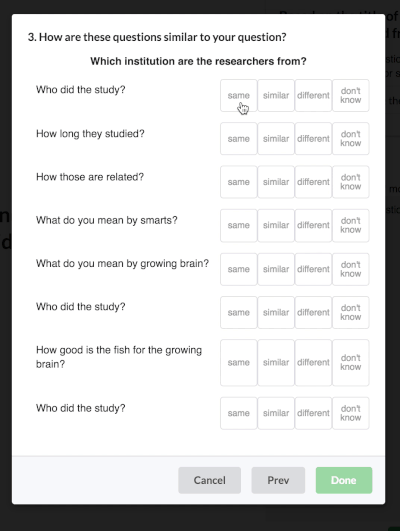 3. How are these questions similar to your question?
Which institution are the researchers from?
Who did the study? same similar different don't know
How long they studied? same similar different don't know
How those are related? same similar different don't know
What do you mean by smarts? same similar different don't know
What do you mean by growing brain? same similar different don't know
Who did the study? same similar different don't know
How good is the fish for the growing
brain? same similar different don't know
Who did the study? same similar different don't know
Cancel Prev Done